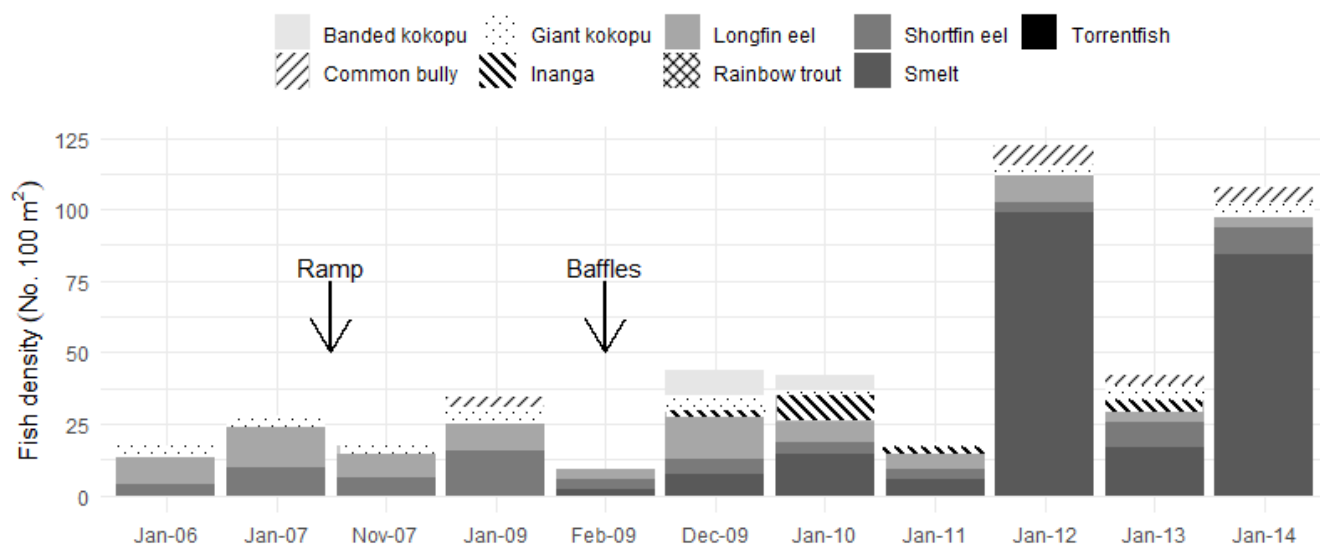 Banded kokopu Giant kokopu Longfin eel Shortfin eel Torrentfish
Common bully Inanga Rainbow trout Smelt
Fish density (No. 100 m²)
125
100
75
50
25
0
Ramp
Baffles
Jan-06 Jan-07 Nov-07 Jan-09 Feb-09 Dec-09 Jan-10 Jan-11 Jan-12 Jan-13 Jan-14